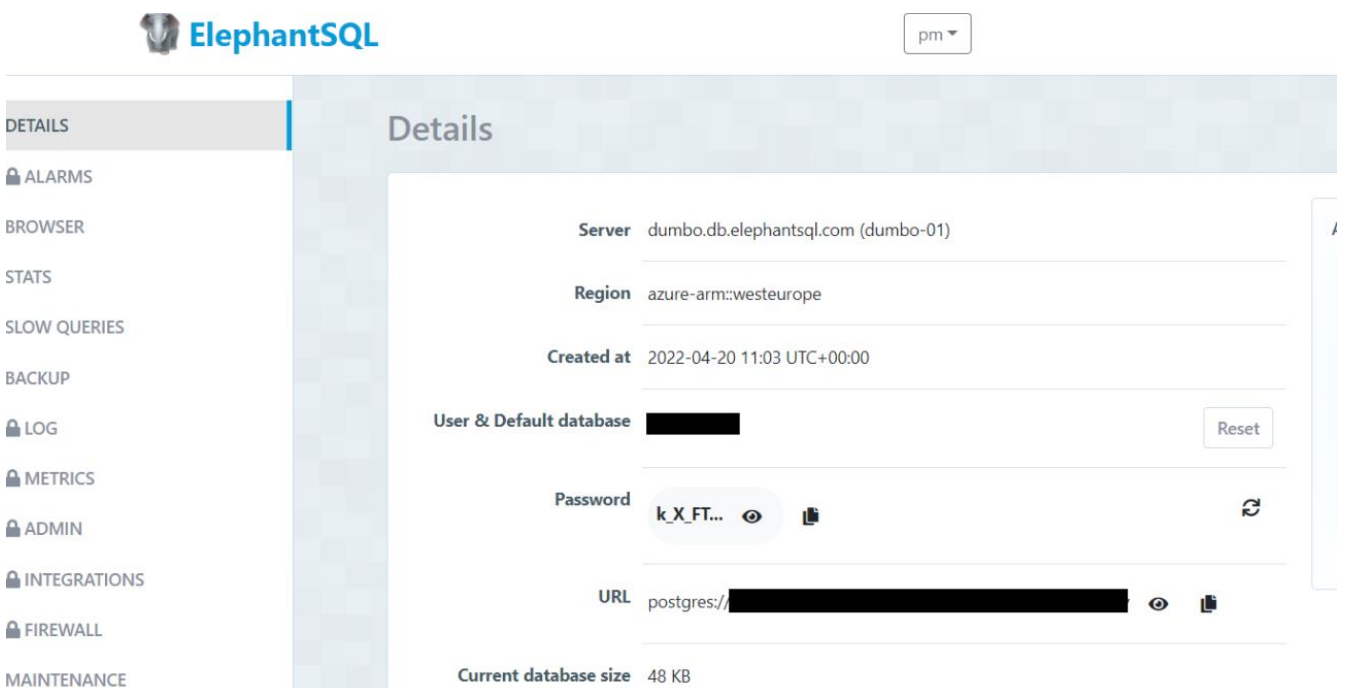 ElephantSQL
pm
DETAILS
ALARMS
BROWSER
STATS
SLOW QUERIES
BACKUP
LOG
METRICS
ADMIN
INTEGRATIONS
FIREWALL
MAINTENANCE
Details
Server dumbo.db.elephantsql.com (dumbo-01)
Region azure-arm::westeurope
Created at 2022-04-20 11:03 UTC+00:00
User & Default database Reset
Password k_X_FT...
URL postgres://
Current database size 48 KB